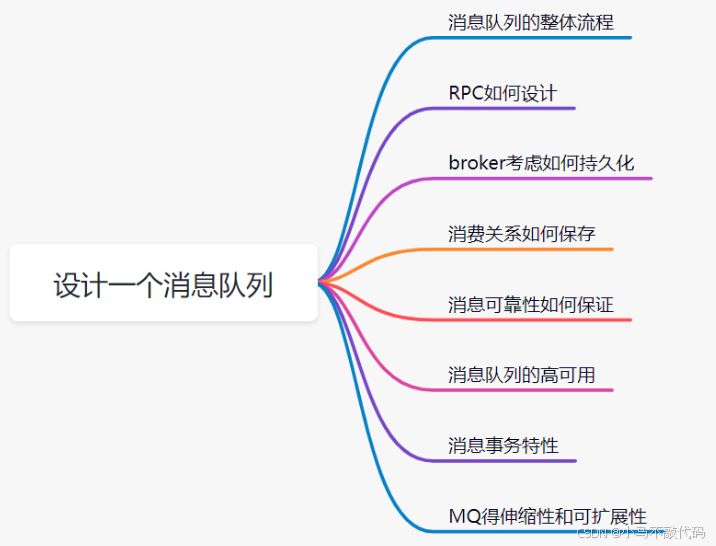 消息队列的整体流程
RPC如何设计
broker考虑如何持久化
消费关系如何保存
设计一个消息队列
消息可靠性如何保证
消息队列的高可用
消息事务特性
MQ得伸缩性和可扩展性
CSDN @小马不敲代码